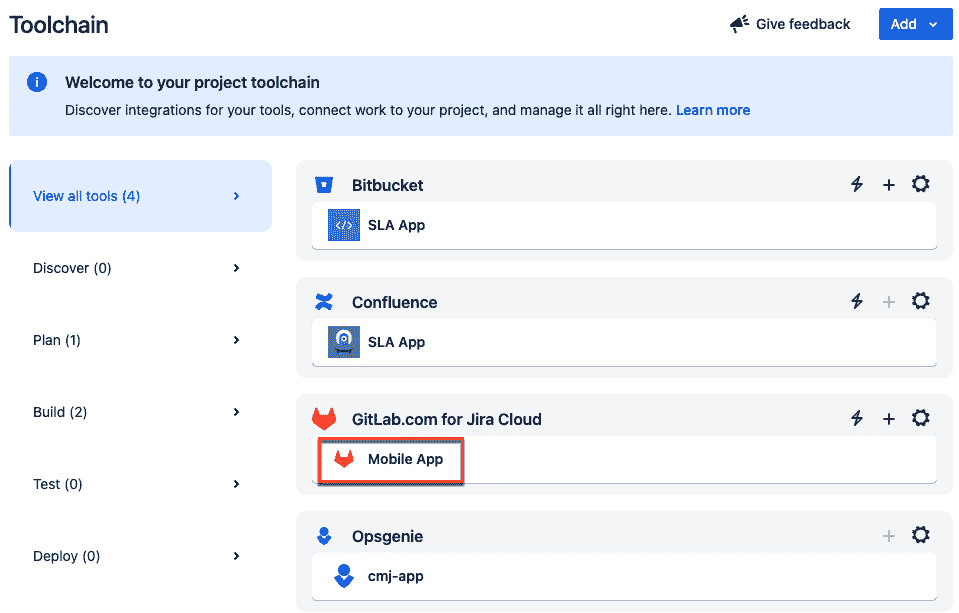 Toolchain
Give feedback
Add
Welcome to your project toolchain
Discover integrations for your tools, connect work to your project, and manage it all right here. Learn more
View all tools (4)
Discover (0)
Plan (1)
Build (2)
Test (0)
Deploy (0)
Bitbucket
SLA App
Confluence
SLA App
GitLab.com for Jira Cloud
Mobile App
Opsgenie
cmj-app